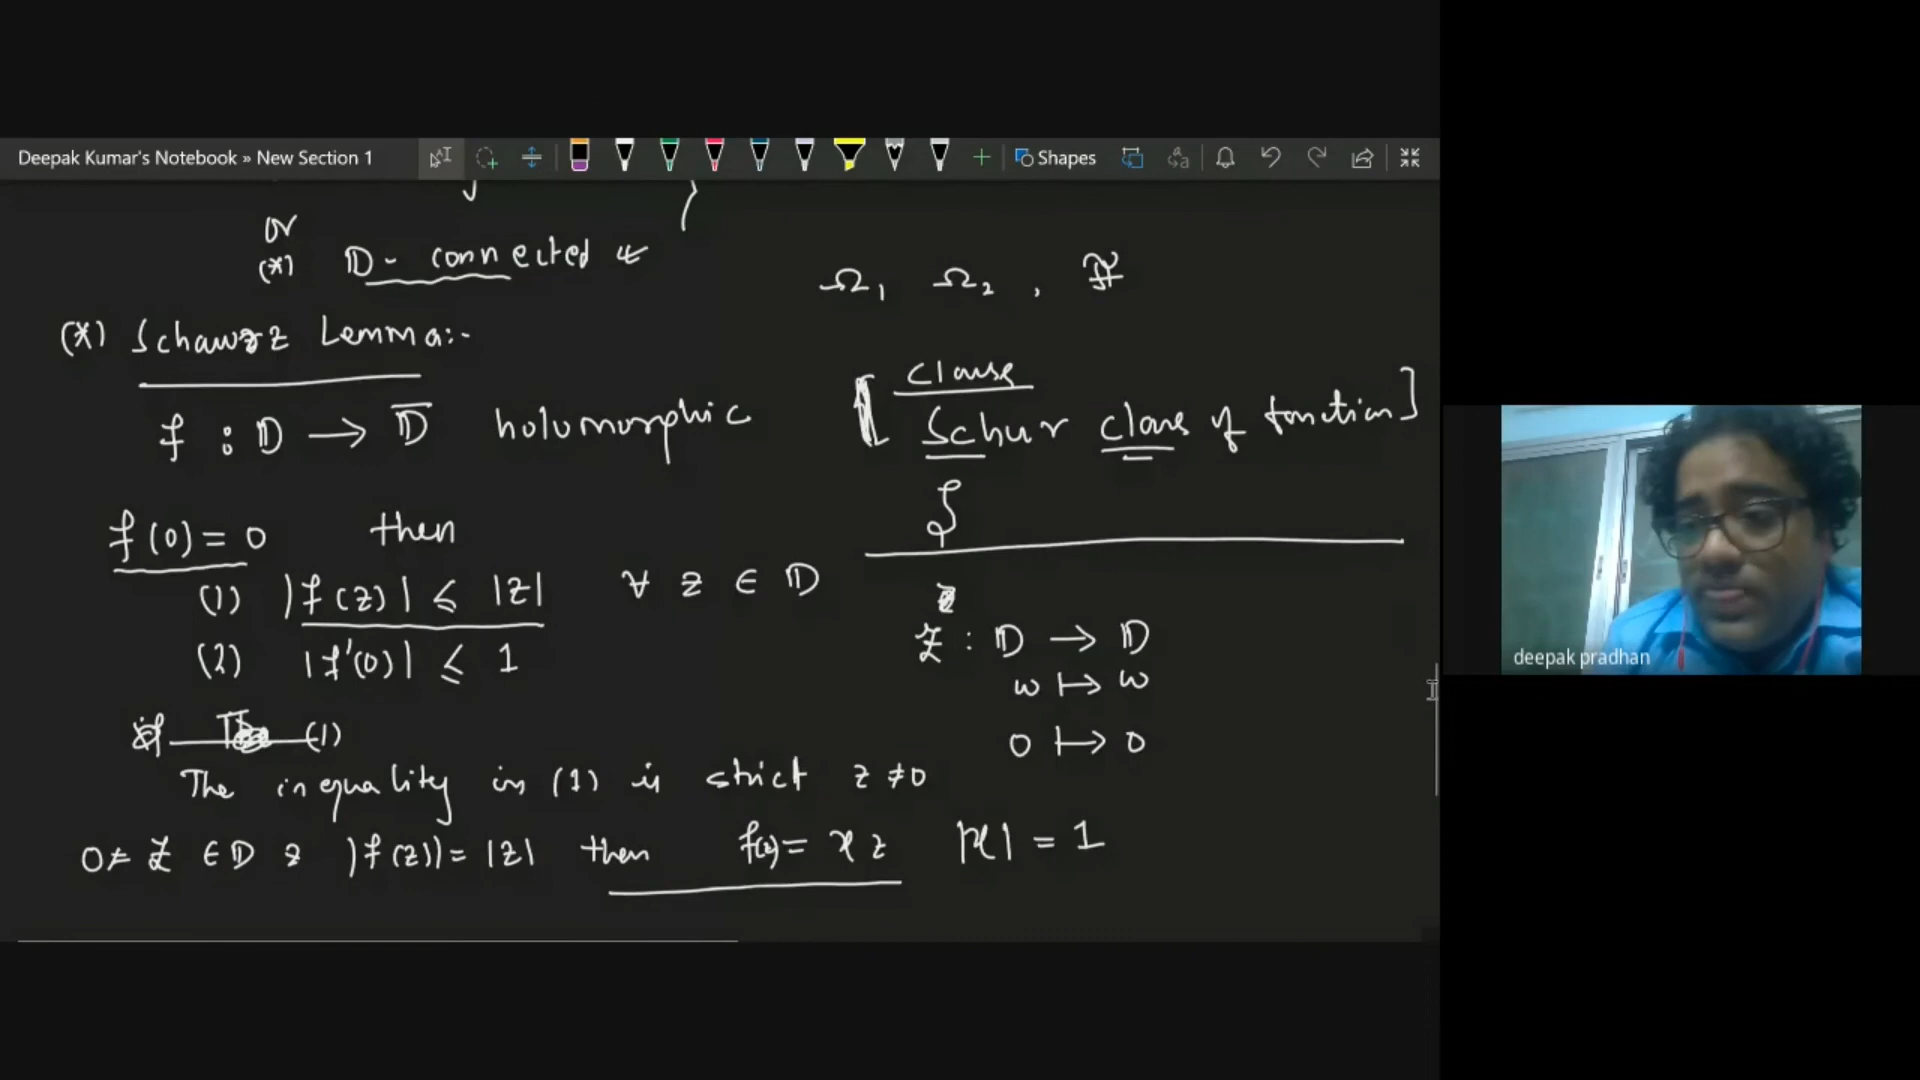 Deepak Kumar's Notebook » New Section 1
Shapes
or
(*) D - connected
Ω₁ Ω₂ ,
(*) Schawrz Lemma:-
f : D → D̅ holomorphic
[ Classe
Schur class of function]
f(0) = 0 then
(1) |f(z)| ≤ |z| ∀ z ∈ D
(2) |f'(0)| ≤ 1
z : D → D
w ↦ w
0 ↦ 0
(1)
The inequality in (1) is strict z ≠ 0
0 ≠ z ∈ D |f(z)| = |z| then f(z) = x z |x| = 1
deepak pradhan